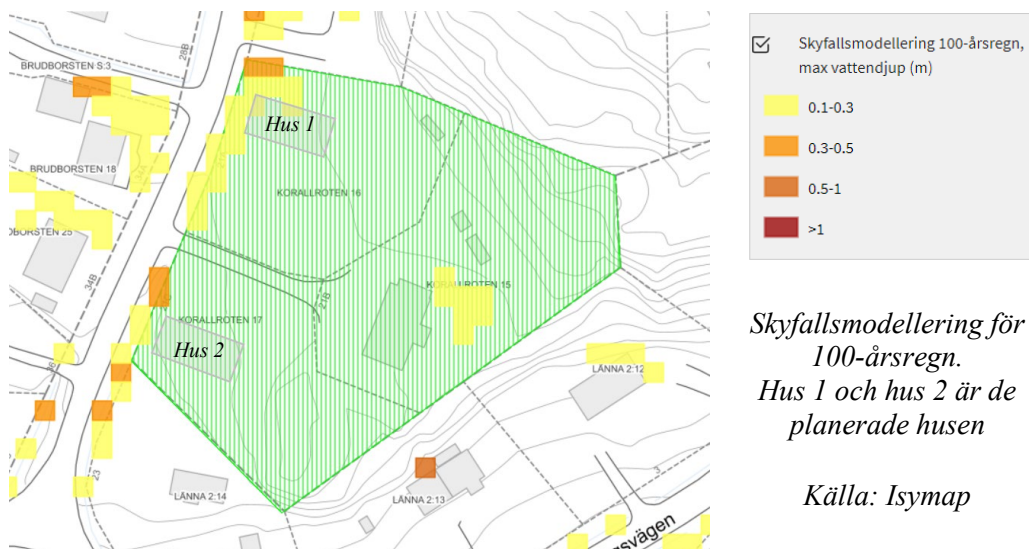 BRUDBORSTEN S:3
28B
BRUDBORSTEN 18
Hus 1
KORALLROTEN 16
34B
KORALLROTEN 15
21B
KORALLROTEN 17
Hus 2
LÄNNA 2:12
LÄNNA 2:14
LÄNNA 2:13
23
3
Skyfallsmodellering 100-årsregn,
max vattendjup (m)
0.1-0.3
0.3-0.5
0.5-1
>1
Skyfallsmodellering för
100-årsregn.
Hus 1 och hus 2 är de
planerade husen
Källa: Isymap